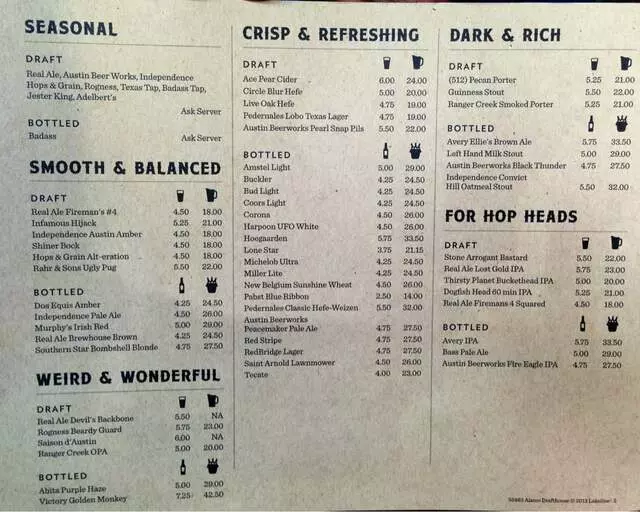 SEASONAL
DRAFT
Real Ale, Austin Beer Works, Independence
Hops & Grain, Rogness, Texas Tap, Badass Tap,
Jester King, Adelbert's
Ask Server
BOTTLED
Badass Ask Server
SMOOTH & BALANCED
DRAFT
Real Ale Fireman's #4 4.50 18.00
Infamous Hijack 5.25 21.00
Independence Austin Amber 4.50 18.00
Shiner Bock 4.50 18.00
Hops & Grain Alt-eration 4.50 18.00
Rahr & Sons Ugly Pug 5.50 22.00
BOTTLED
Dos Equis Amber 4.25 24.50
Independence Pale Ale 4.50 26.00
Murphy's Irish Red 5.00 29.00
Real Ale Brewhouse Brown 4.25 24.50
Southern Star Bombshell Blonde 4.75 27.50
WEIRD & WONDERFUL
DRAFT
Real Ale Devil's Backbone 5.50 NA
Rogness Beardy Guard 5.75 23.00
Saison d'Austin 6.00 NA
Ranger Creek OPA 5.00 20.00
BOTTLED
Abita Purple Haze 5.00 29.00
Victory Golden Monkey 7.25 42.50
CRISP & REFRESHING
DRAFT
Ace Pear Cider 6.00 24.00
Circle Blur Hefe 5.00 20.00
Live Oak Hefe 4.75 19.00
Pedernales Lobo Texas Lager 4.75 19.00
Austin Beerworks Pearl Snap Pils 5.50 22.00
BOTTLED
Amstel Light 5.00 29.00
Buckler 4.25 24.50
Bud Light 4.25 24.50
Coors Light 4.25 24.50
Corona 4.50 26.00
Harpoon UFO White 4.50 26.00
Hoegaarden 5.75 33.50
Lone Star 3.75 21.15
Michelob Ultra 4.25 24.50
Miller Lite 4.25 24.50
New Belgium Sunshine Wheat 4.50 26.00
Pabst Blue Ribbon 2.50 14.00
Pedernales Classic Hefe-Weizen 5.50 32.00
Austin Beerworks
Peacemaker Pale Ale 4.75 27.50
Red Stripe 4.75 27.50
RedBridge Lager 4.75 27.50
Saint Arnold Lawnmower 4.50 26.00
Tecate 4.00 23.00
DARK & RICH
DRAFT
(512) Pecan Porter 5.25 21.00
Guinness Stout 5.50 22.00
Ranger Creek Smoked Porter 5.25 21.00
BOTTLED
Avery Ellie's Brown Ale 5.75 33.50
Left Hand Milk Stout 5.00 29.00
Austin Beerworks Black Thunder 4.75 27.50
Independence Convict
Hill Oatmeal Stout 5.50 32.00
FOR HOP HEADS
DRAFT
Stone Arrogant Bastard 5.50 22.00
Real Ale Lost Gold IPA 5.75 23.00
Thirsty Planet Buckethead IPA 5.00 20.00
Dogfish Head 60 min IPA 5.25 21.00
Real Ale Firemans 4 Squared 4.50 18.00
BOTTLED
Avery IPA 5.75 33.50
Bass Pale Ale 5.00 29.00
Austin Beerworks Fire Eagle IPA 4.75 27.50
Alamo Drafthouse © 2013 Lakeline